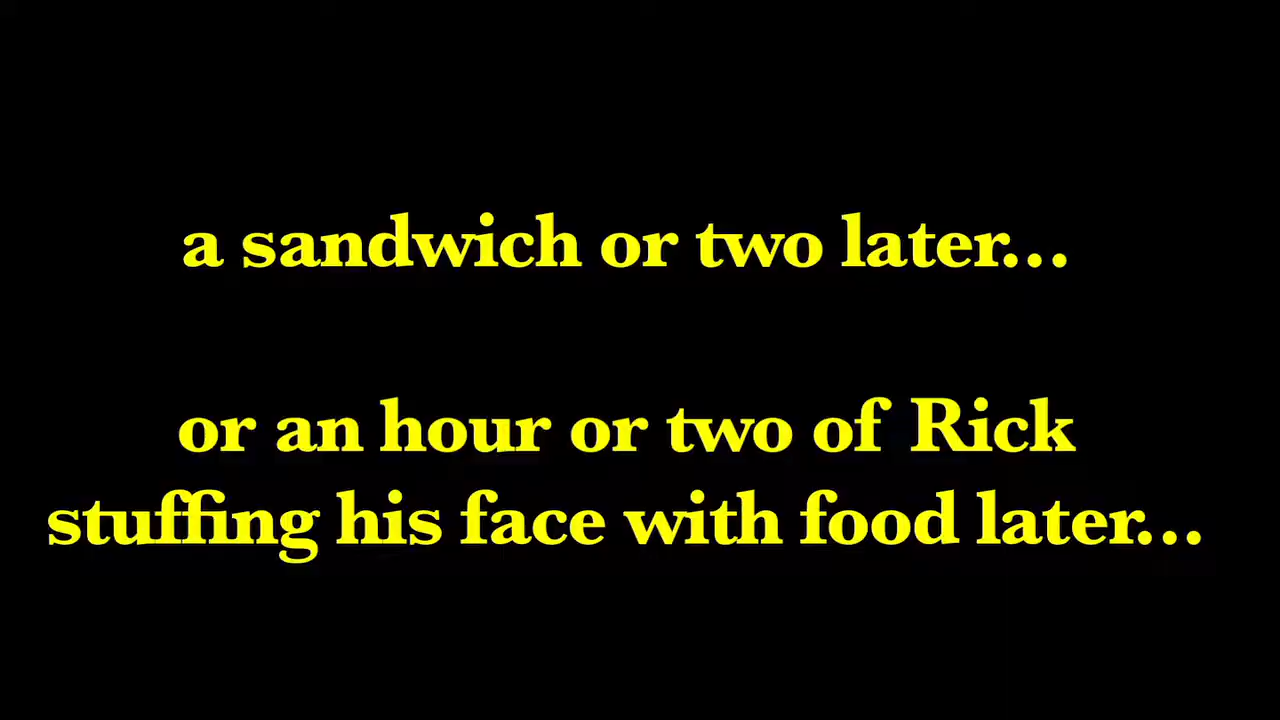 a sandwich or two later...
or an hour or two of Rick
stuffing his face with food later...